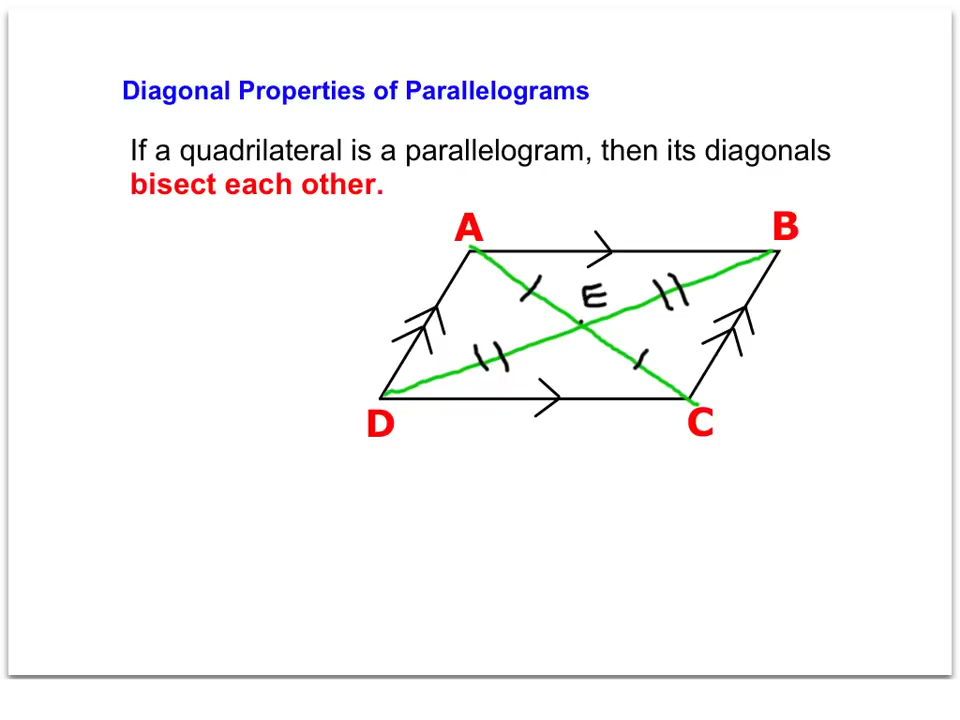 Diagonal Properties of Parallelograms
If a quadrilateral is a parallelogram, then its diagonals
bisect each other.
A
B
E
D
C